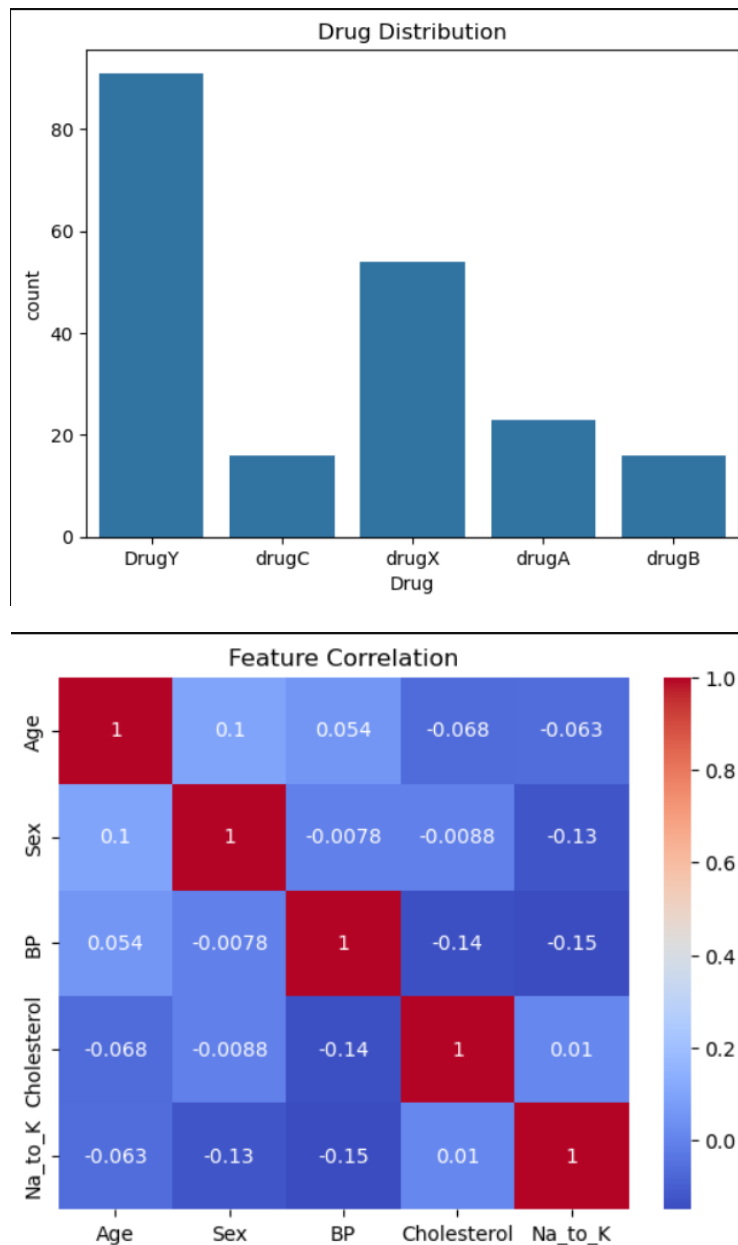 Drug Distribution
80
60
40
20
0
count
DrugY drugC drugX drugA drugB
Drug
Feature Correlation
Age 1 0.1 0.054 -0.068 -0.063
Sex 0.1 1 -0.0078 -0.0088 -0.13
BP 0.054 -0.0078 1 -0.14 -0.15
Cholesterol -0.068 -0.0088 -0.14 1 0.01
Na_to_K -0.063 -0.13 -0.15 0.01 1
Age Sex BP Cholesterol Na_to_K
1.0
0.8
0.6
0.4
0.2
0.0